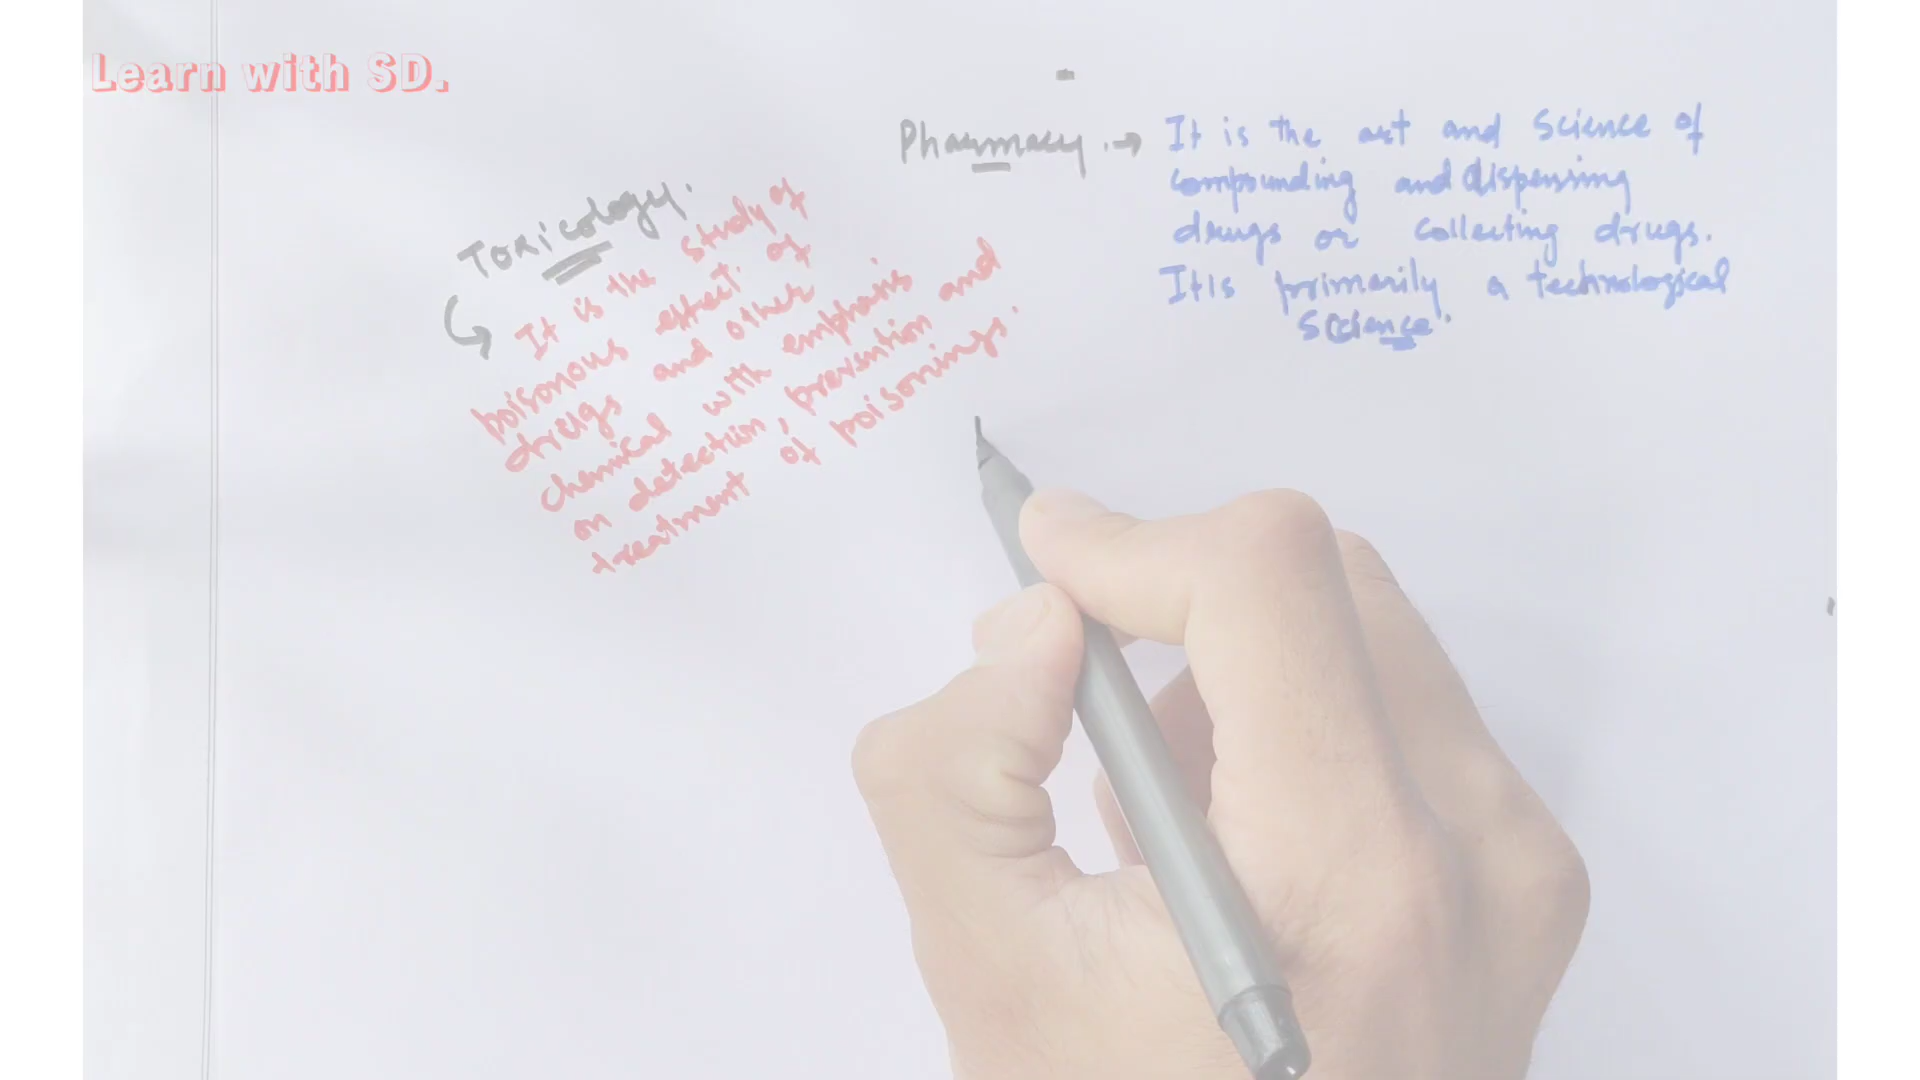 Learn with SD.
Pharmacy. → It is the art and Science of
compounding and dispensing
drugs or collecting drugs.
It is primarily a technological
science.
Toxicology.
It is the study of
poisonous effect of
drugs and other
chemical with emphasis
on detection, prevention and
treatment of poisonings.